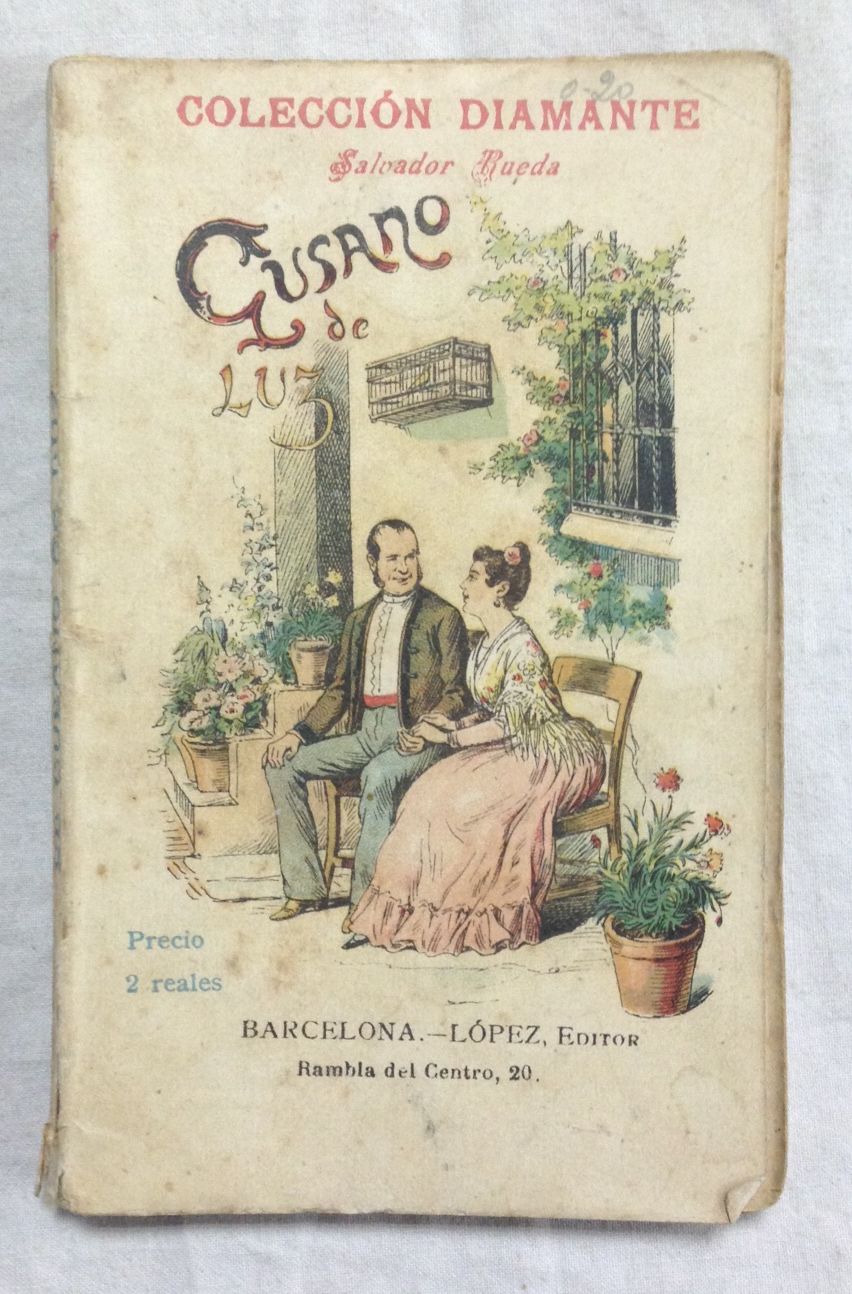 COLECCIÓN DIAMANTE
Salvador Rueda
Gusano
de
LUZ
Precio
2 reales
BARCELONA.—LÓPEZ, EDITOR
Rambla del Centro, 20.